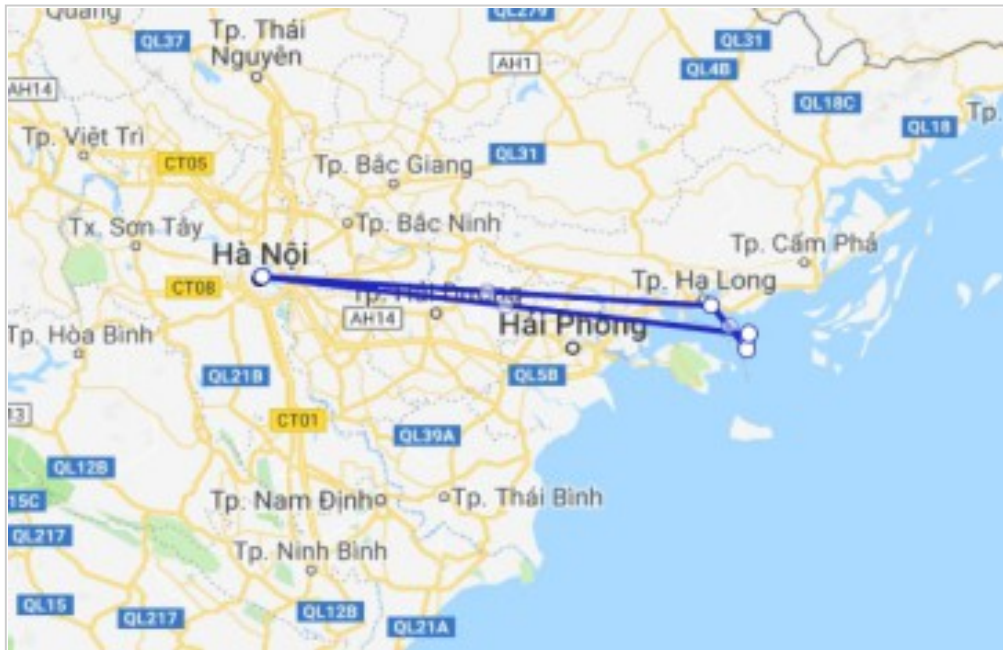 Quang
QL279
QL37
Tp. Thái
Nguyên
QL31
AH1
QL4B
AH14
QL18C
Tp.
QL18
Tp. Việt Trì
CT05
QL31
Tp. Bắc Giang
Tx. Sơn Tây
Tp. Bắc Ninh
Hà Nội
Tp. Cẩm Phả
CT08
Tp. Hạ Long
AH14
Hải Phòng
Tp. Hòa Bình
QL21B
QL5B
13
CT01
QL39A
QL12B
15C
Tp. Nam Định
Tp. Thái Bình
QL217
Tp. Ninh Bình
QL15
QL217
QL12B
QL21A